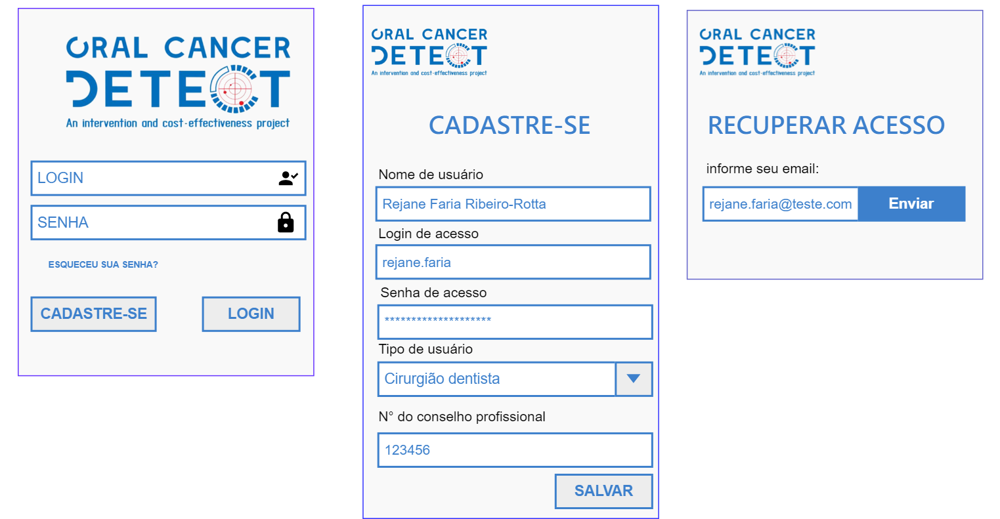 ORAL CANCER
DETECT
An intervention and cost-effectiveness project
LOGIN
SENHA
ESQUECEU SUA SENHA?
CADASTRE-SE
LOGIN
ORAL CANCER
DETECT
An intervention and cost-effectiveness project
CADASTRE-SE
Nome de usuário
Rejane Faria Ribeiro-Rotta
Login de acesso
rejane.faria
Senha de acesso
********************
Tipo de usuário
Cirurgião dentista
N° do conselho profissional
123456
SALVAR
ORAL CANCER
DETECT
An intervention and cost-effectiveness project
RECUPERAR ACESSO
informe seu email:
rejane.faria@teste.com
Enviar